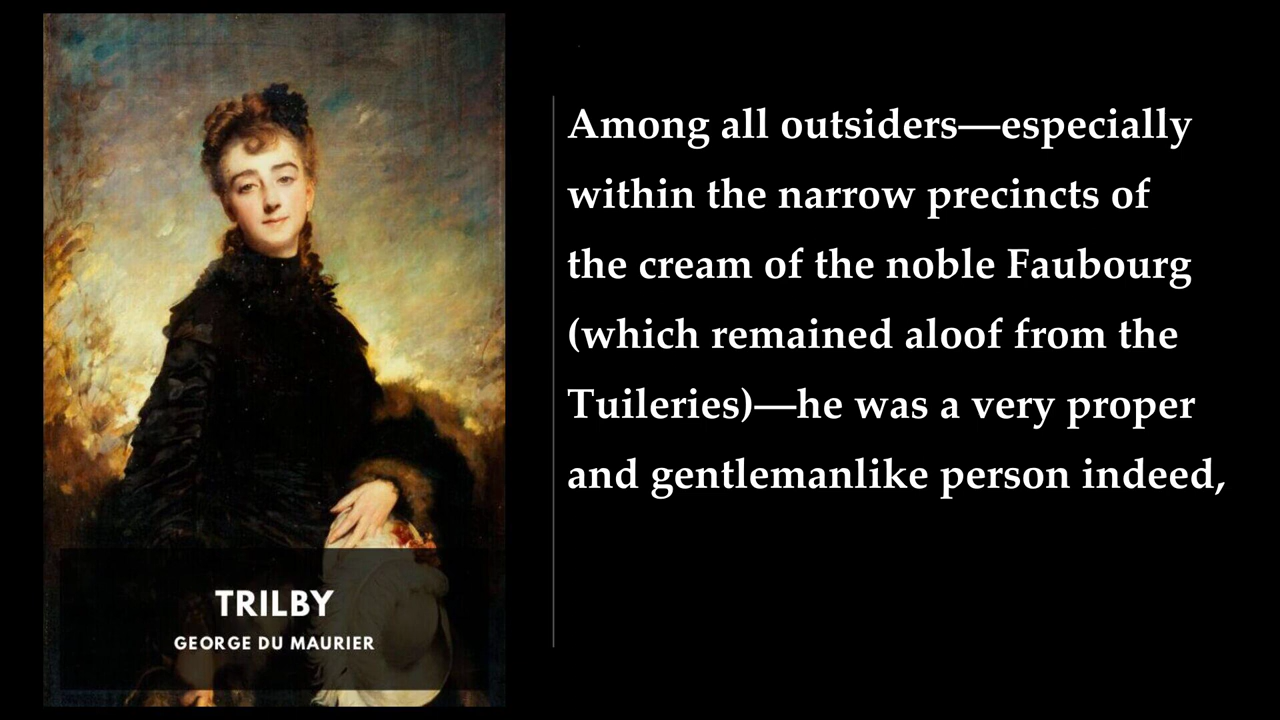 TRILBY
GEORGE DU MAURIER
Among all outsiders—especially
within the narrow precincts of
the cream of the noble Faubourg
(which remained aloof from the
Tuileries)—he was a very proper
and gentlemanlike person indeed,